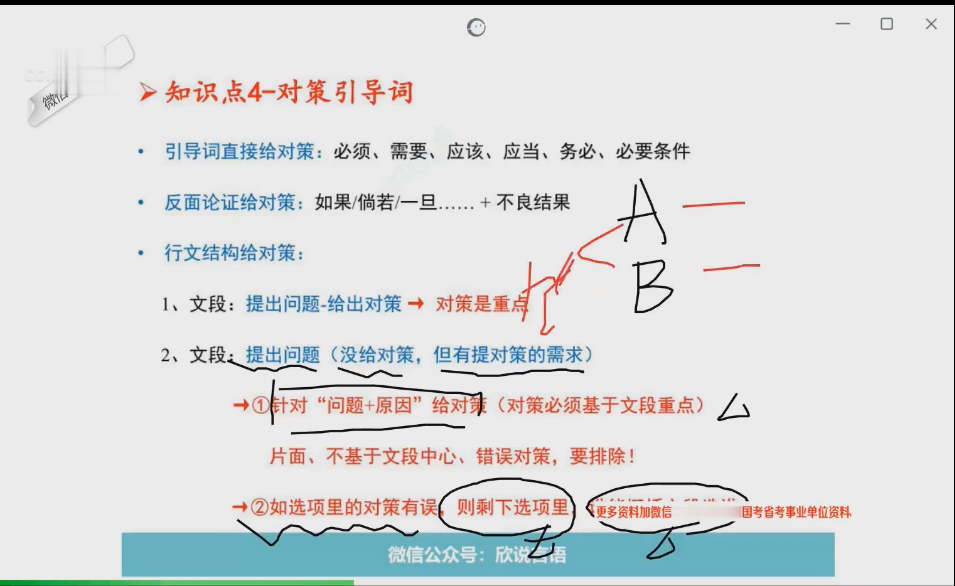 微信
知识点4-对策引导词
• 引导词直接给对策：必须、需要、应该、应当、务必、必要条件
• 反面论证给对策：如果/倘若/一旦…… + 不良结果
• 行文结构给对策：
A
B
1、文段：提出问题-给出对策 → 对策是重点
2、文段：提出问题（没给对策，但有提对策的需求）
→①针对“问题+原因”给对策（对策必须基于文段重点）
片面、不基于文段中心、错误对策，要排除！
→②如选项里的对策有误，则剩下选项里
更多资料加微信 国考省考事业单位资料
微信公众号：欣说言语